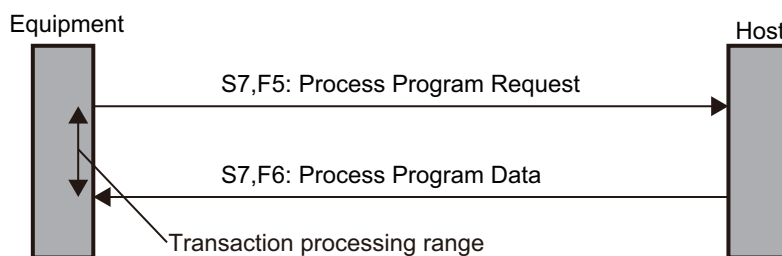 Equipment
Host
S7,F5: Process Program Request
S7,F6: Process Program Data
Transaction processing range